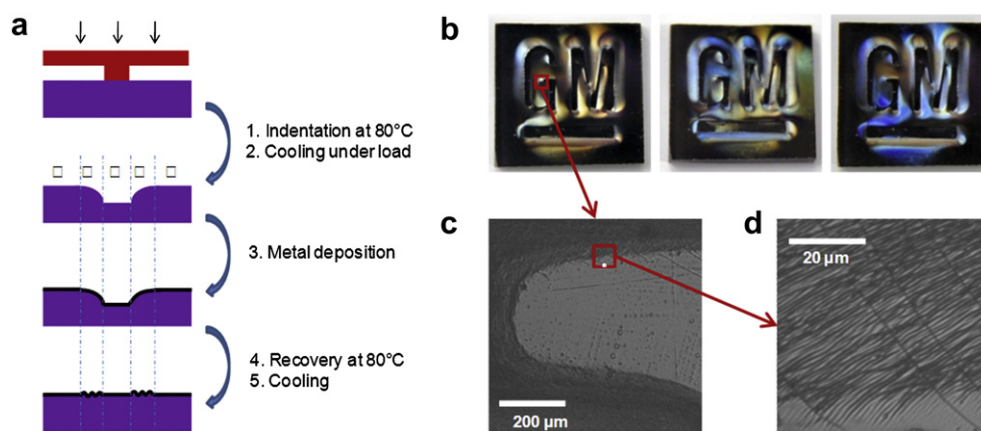 a
1. Indentation at 80°C
2. Cooling under load
3. Metal deposition
4. Recovery at 80°C
5. Cooling
b
GM
GM
GM
c
200 µm
d
20 µm